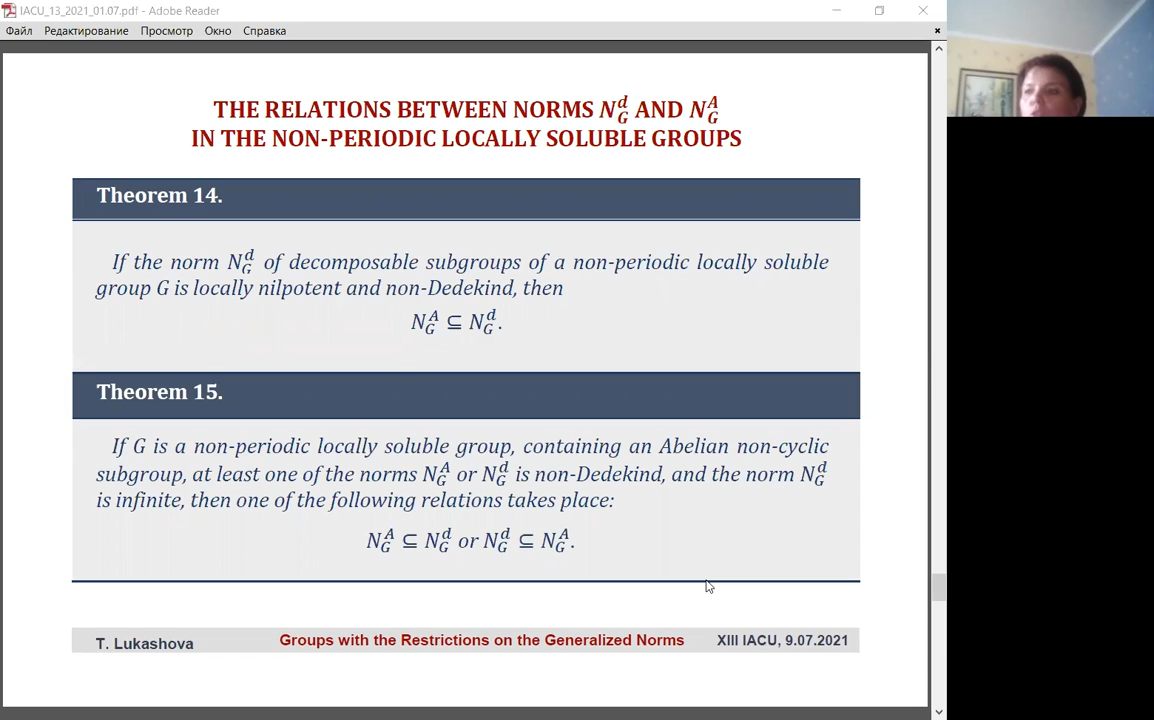 IACU_13_2021_01.07.pdf - Adobe Reader
Файл Редактирование Просмотр Окно Справка
THE RELATIONS BETWEEN NORMS N_G^d AND N_G^A
IN THE NON-PERIODIC LOCALLY SOLUBLE GROUPS
Theorem 14.
If the norm N_G^d of decomposable subgroups of a non-periodic locally soluble
group G is locally nilpotent and non-Dedekind, then
N_G^A ⊆ N_G^d.
Theorem 15.
If G is a non-periodic locally soluble group, containing an Abelian non-cyclic
subgroup, at least one of the norms N_G^A or N_G^d is non-Dedekind, and the norm N_G^d
is infinite, then one of the following relations takes place:
N_G^A ⊆ N_G^d or N_G^d ⊆ N_G^A.
T. Lukashova Groups with the Restrictions on the Generalized Norms XIII IACU, 9.07.2021